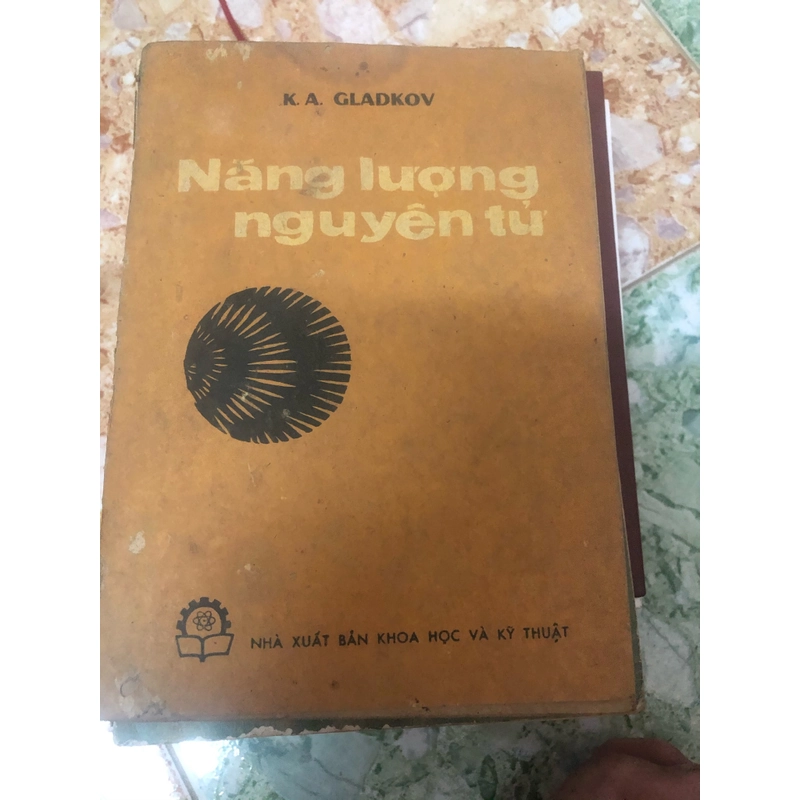 K. A. GLADKOV
Năng lượng
nguyên tử
NHÀ XUẤT BẢN KHOA HỌC VÀ KỸ THUẬT